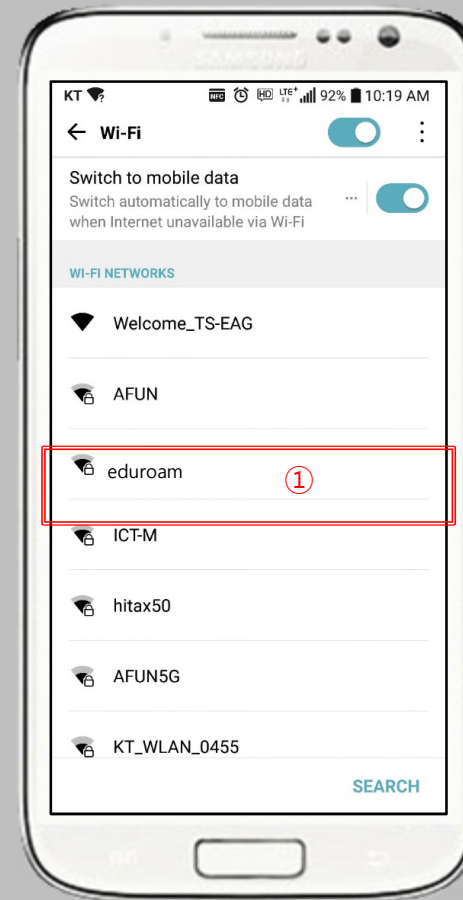 SAMSUNG
KT NFC HD LTE+ 92% 10:19 AM
Wi-Fi
Switch to mobile data
Switch automatically to mobile data
when Internet unavailable via Wi-Fi
WI-FI NETWORKS
Welcome_TS-EAG
AFUN
eduroam ①
ICT-M
hitax50
AFUN5G
KT_WLAN_0455
SEARCH